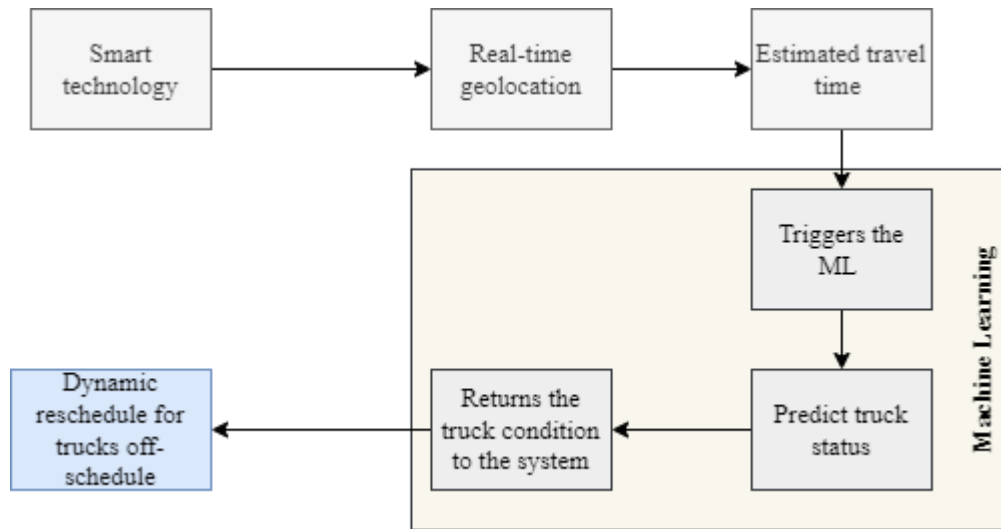 Smart
technology
Real-time
geolocation
Estimated travel
time
Triggers the
ML
Machine Learning
Predict truck
status
Returns the
truck condition
to the system
Dynamic
reschedule for
trucks off-
schedule